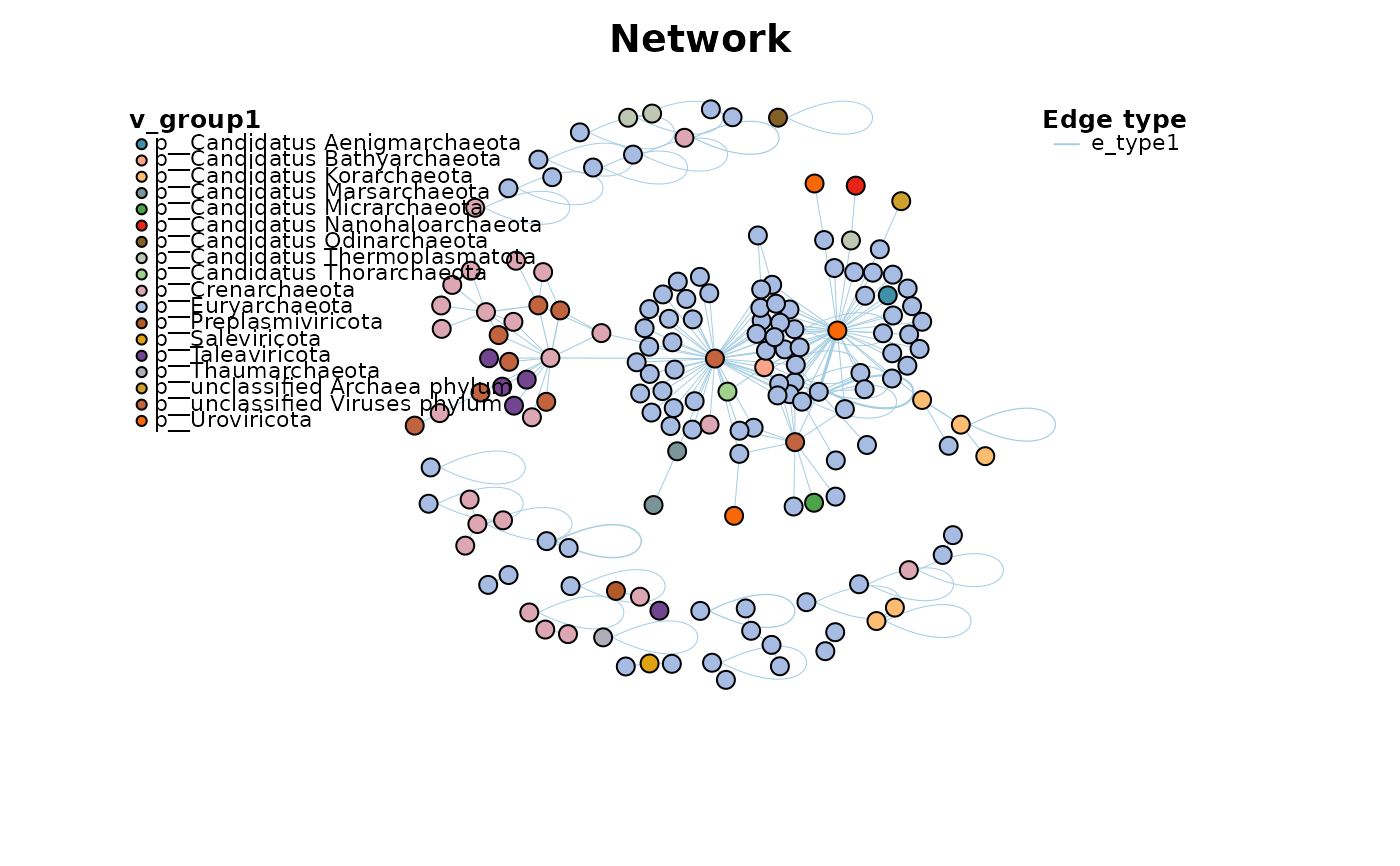 Network
v_group1
p__Candidatus Aenigmarchaeota
p__Candidatus Bathyarchaeota
p__Candidatus Korarchaeota
p__Candidatus Marsarchaeota
p__Candidatus Micrarchaeota
p__Candidatus Nanohaloarchaeota
p__Candidatus Odinarchaeota
p__Candidatus Thermoplasmatota
p__Candidatus Thorarchaeota
p__Crenarchaeota
p__Euryarchaeota
p__Preplasmiviricota
p__Saleviricota
p__Taleaviricota
p__Thaumarchaeota
p__unclassified Archaea phylum
p__unclassified Viruses phylum
p__Uroviricota
Edge type
e_type1